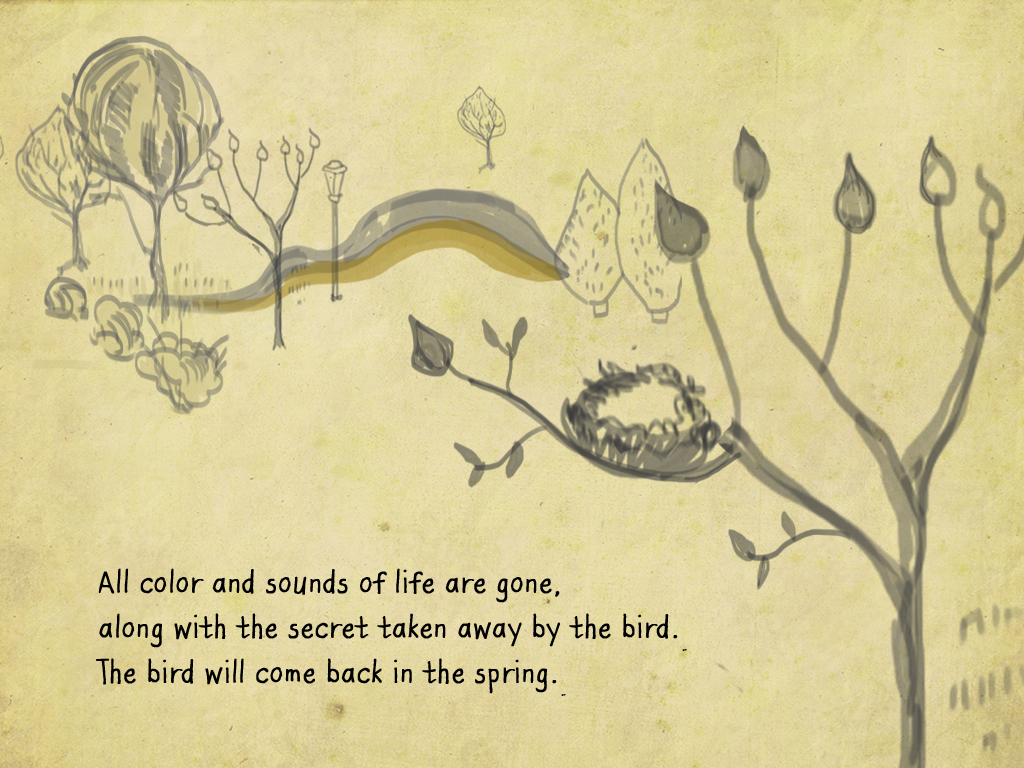 All color and sounds of life are gone,
along with the secret taken away by the bird.
The bird will come back in the spring.